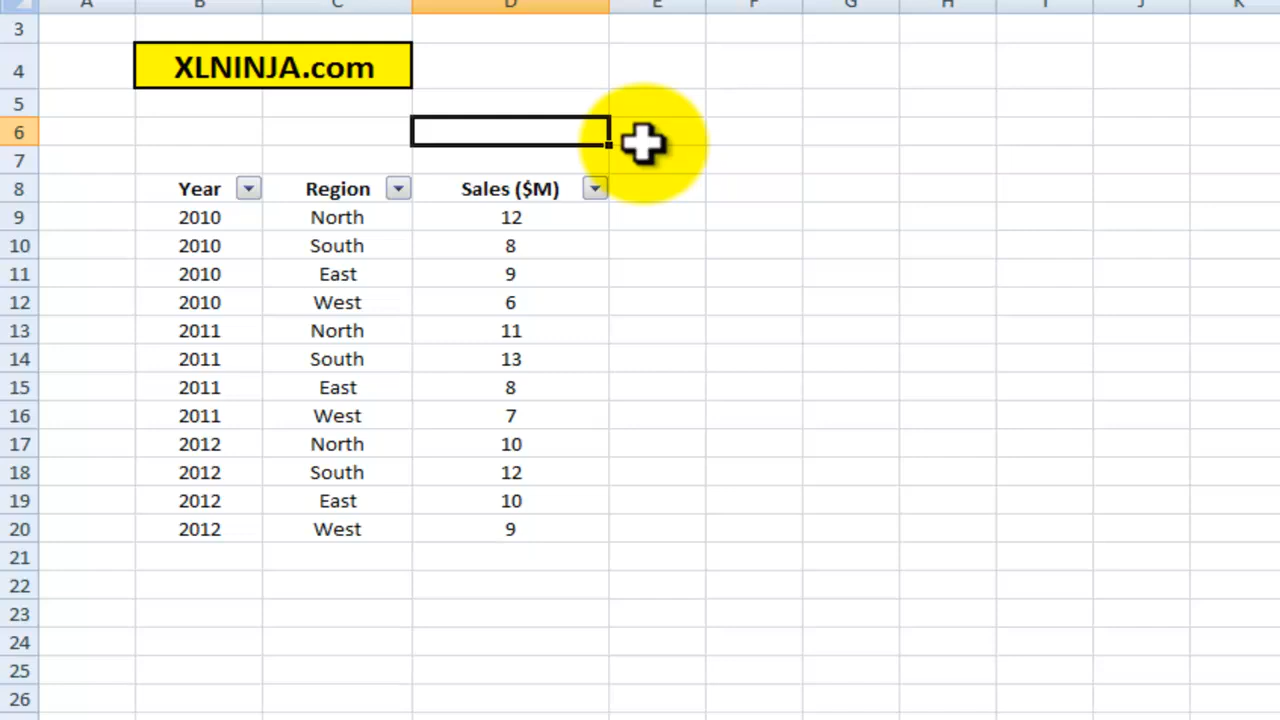 A B C D E F G H I J K
3
4 XLNINJA.com
5
6
7
8 Year Region Sales ($M)
9 2010 North 12
10 2010 South 8
11 2010 East 9
12 2010 West 6
13 2011 North 11
14 2011 South 13
15 2011 East 8
16 2011 West 7
17 2012 North 10
18 2012 South 12
19 2012 East 10
20 2012 West 9
21
22
23
24
25
26